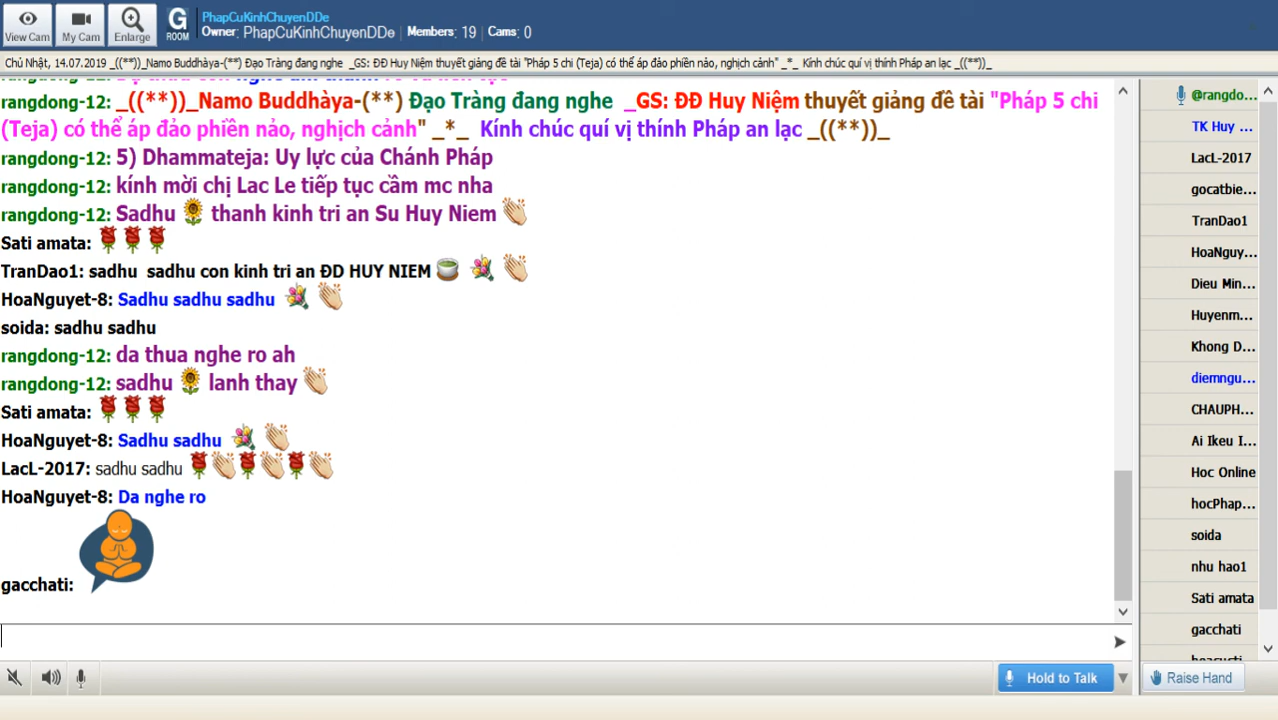 View Cam
My Cam
Enlarge
G
ROOM
PhapCuKinhChuyenDDe
Owner: PhapCuKinhChuyenDDe Members: 19 Cams: 0
Chủ Nhật, 14.07.2019 _((**))_Namo Buddhàya-(**) Đạo Tràng đang nghe _GS: ĐĐ Huy Niệm thuyết giảng đề tài "Pháp 5 chi (Teja) có thể áp đảo phiền nảo, nghịch cảnh" _*_ Kính chúc quí vị thính Pháp an lạc _((**))_
rangdong-12: _((**))_Namo Buddhàya-(**) Đạo Tràng đang nghe _GS: ĐĐ Huy Niệm thuyết giảng đề tài "Pháp 5 chi
(Teja) có thể áp đảo phiền nảo, nghịch cảnh" _*_ Kính chúc quí vị thính Pháp an lạc _((**))_
rangdong-12: 5) Dhammateja: Uy lực của Chánh Pháp
rangdong-12: kính mời chị Lac Le tiếp tục cầm mc nha
rangdong-12: Sadhu thanh kinh tri an Su Huy Niem
Sati amata:
TranDao1: sadhu sadhu con kinh tri an ĐD HUY NIEM
HoaNguyet-8: Sadhu sadhu sadhu
soida: sadhu sadhu
rangdong-12: da thua nghe ro ah
rangdong-12: sadhu lanh thay
Sati amata:
HoaNguyet-8: Sadhu sadhu
LacL-2017: sadhu sadhu
HoaNguyet-8: Da nghe ro
gacchati:
@rangdo...
TK Huy ...
LacL-2017
gocatbie...
TranDao1
HoaNguy...
Dieu Min...
Huyenm...
Khong D...
diemngu...
CHAUPH...
Ai Ikeu I...
Hoc Online
hocPhap...
soida
nhu hao1
Sati amata
gacchati
Hold to Talk
Raise Hand